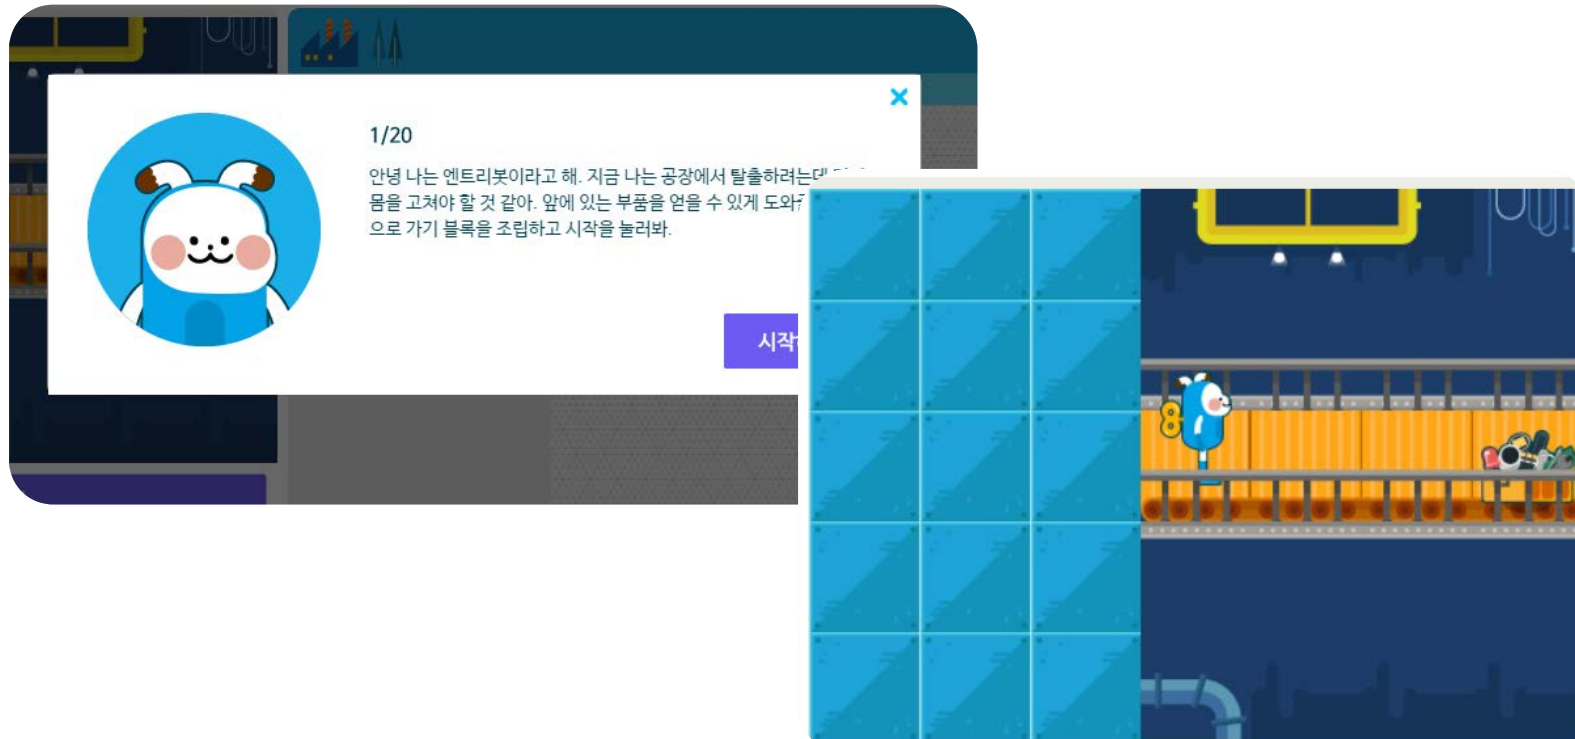 1/20
안녕 나는 엔트리봇이라고 해. 지금 나는 공장에서 탈출하려는데
몸을 고쳐야 할 것 같아. 앞에 있는 부품을 얻을 수 있게 도와
으로 가기 블록을 조립하고 시작을 눌러봐.
시작